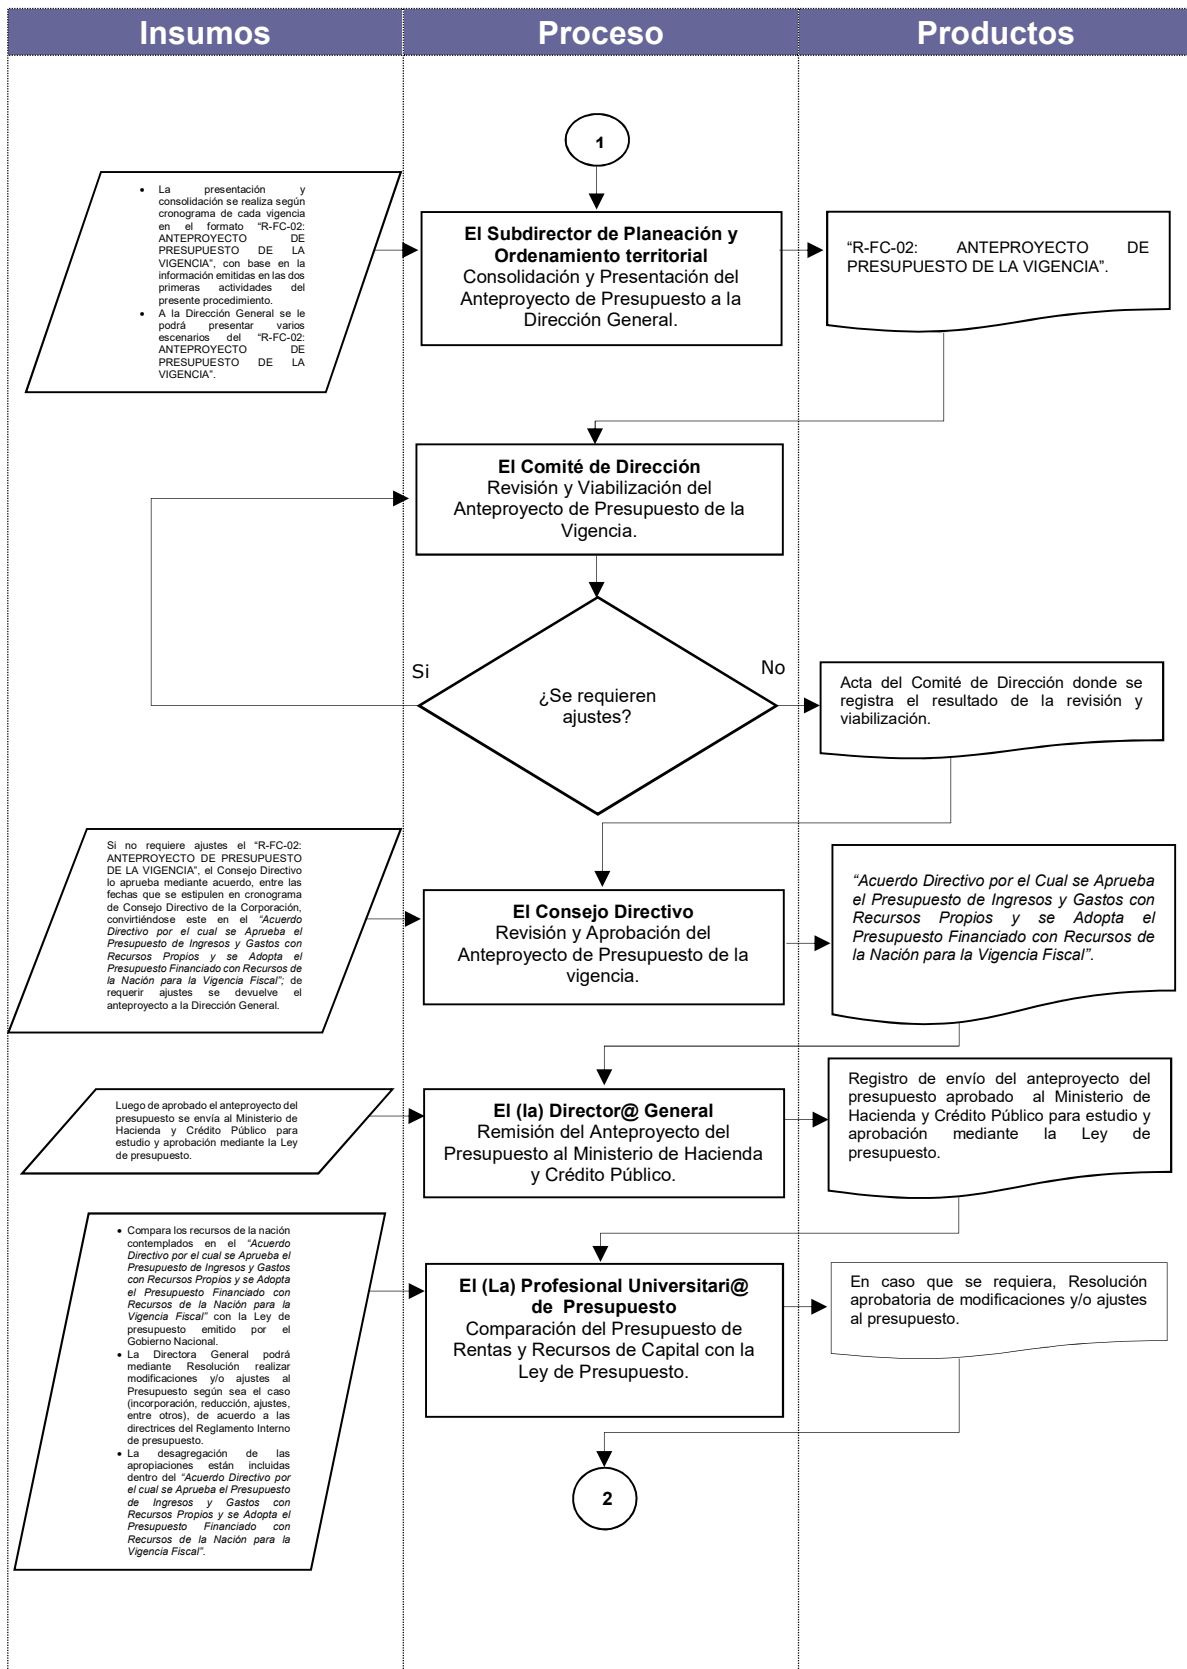 Insumos
Proceso
Productos
1
• La presentación y
consolidación se realiza según
cronograma de cada vigencia
en el formato “R-FC-02:
ANTEPROYECTO DE
PRESUPUESTO DE LA
VIGENCIA”, con base en la
información emitidas en las dos
primeras actividades del
presente procedimiento.
• A la Dirección General se le
podrá presentar varios
escenarios del “R-FC-02:
ANTEPROYECTO DE
PRESUPUESTO DE LA
VIGENCIA”.
El Subdirector de Planeación y
Ordenamiento territorial
Consolidación y Presentación del
Anteproyecto de Presupuesto a la
Dirección General.
“R-FC-02: ANTEPROYECTO DE
PRESUPUESTO DE LA VIGENCIA”.
El Comité de Dirección
Revisión y Viabilización del
Anteproyecto de Presupuesto de la
Vigencia.
Si
¿Se requieren
ajustes?
No
Acta del Comité de Dirección donde se
registra el resultado de la revisión y
viabilización.
Si no requiere ajustes el “R-FC-02:
ANTEPROYECTO DE PRESUPUESTO
DE LA VIGENCIA”, el Consejo Directivo
lo aprueba mediante acuerdo, entre las
fechas que se estipulen en cronograma
de Consejo Directivo de la Corporación,
convirtiéndose este en el “Acuerdo
Directivo por el cual se Aprueba el
Presupuesto de Ingresos y Gastos con
Recursos Propios y se Adopta el
Presupuesto Financiado con Recursos de
la Nación para la Vigencia Fiscal”; de
requerir ajustes se devuelve el
anteproyecto a la Dirección General.
El Consejo Directivo
Revisión y Aprobación del
Anteproyecto de Presupuesto de la
vigencia.
“Acuerdo Directivo por el Cual se Aprueba
el Presupuesto de Ingresos y Gastos con
Recursos Propios y se Adopta el
Presupuesto Financiado con Recursos de
la Nación para la Vigencia Fiscal”.
Luego de aprobado el anteproyecto del
presupuesto se envía al Ministerio de
Hacienda y Crédito Público para
estudio y aprobación mediante la Ley
de presupuesto.
El (la) Director@ General
Remisión del Anteproyecto del
Presupuesto al Ministerio de Hacienda
y Crédito Público.
Registro de envío del anteproyecto del
presupuesto aprobado al Ministerio de
Hacienda y Crédito Público para estudio y
aprobación mediante la Ley de
presupuesto.
• Compara los recursos de la nación
contemplados en el “Acuerdo
Directivo por el cual se Aprueba el
Presupuesto de Ingresos y Gastos
con Recursos Propios y se Adopta
el Presupuesto Financiado con
Recursos de la Nación para la
Vigencia Fiscal” con la Ley de
presupuesto emitido por el
Gobierno Nacional.
• La Directora General podrá
mediante Resolución realizar
modificaciones y/o ajustes al
Presupuesto según sea el caso
(incorporación, reducción, ajustes,
entre otros), de acuerdo a las
directrices del Reglamento Interno
de presupuesto.
• La desagregación de las
apropiaciones están incluidas
dentro del “Acuerdo Directivo por
el cual se Aprueba el Presupuesto
de Ingresos y Gastos con
Recursos Propios y se Adopta el
Presupuesto Financiado con
Recursos de la Nación para la
Vigencia Fiscal”.
El (La) Profesional Universitari@
de Presupuesto
Comparación del Presupuesto de
Rentas y Recursos de Capital con la
Ley de Presupuesto.
En caso que se requiera, Resolución
aprobatoria de modificaciones y/o ajustes
al presupuesto.
2